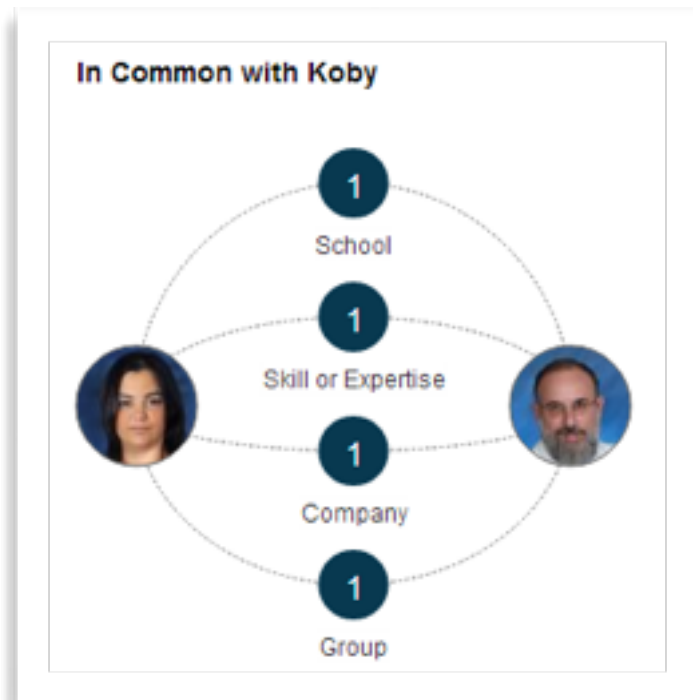 In Common with Koby
1
School
1
Skill or Expertise
1
Company
1
Group